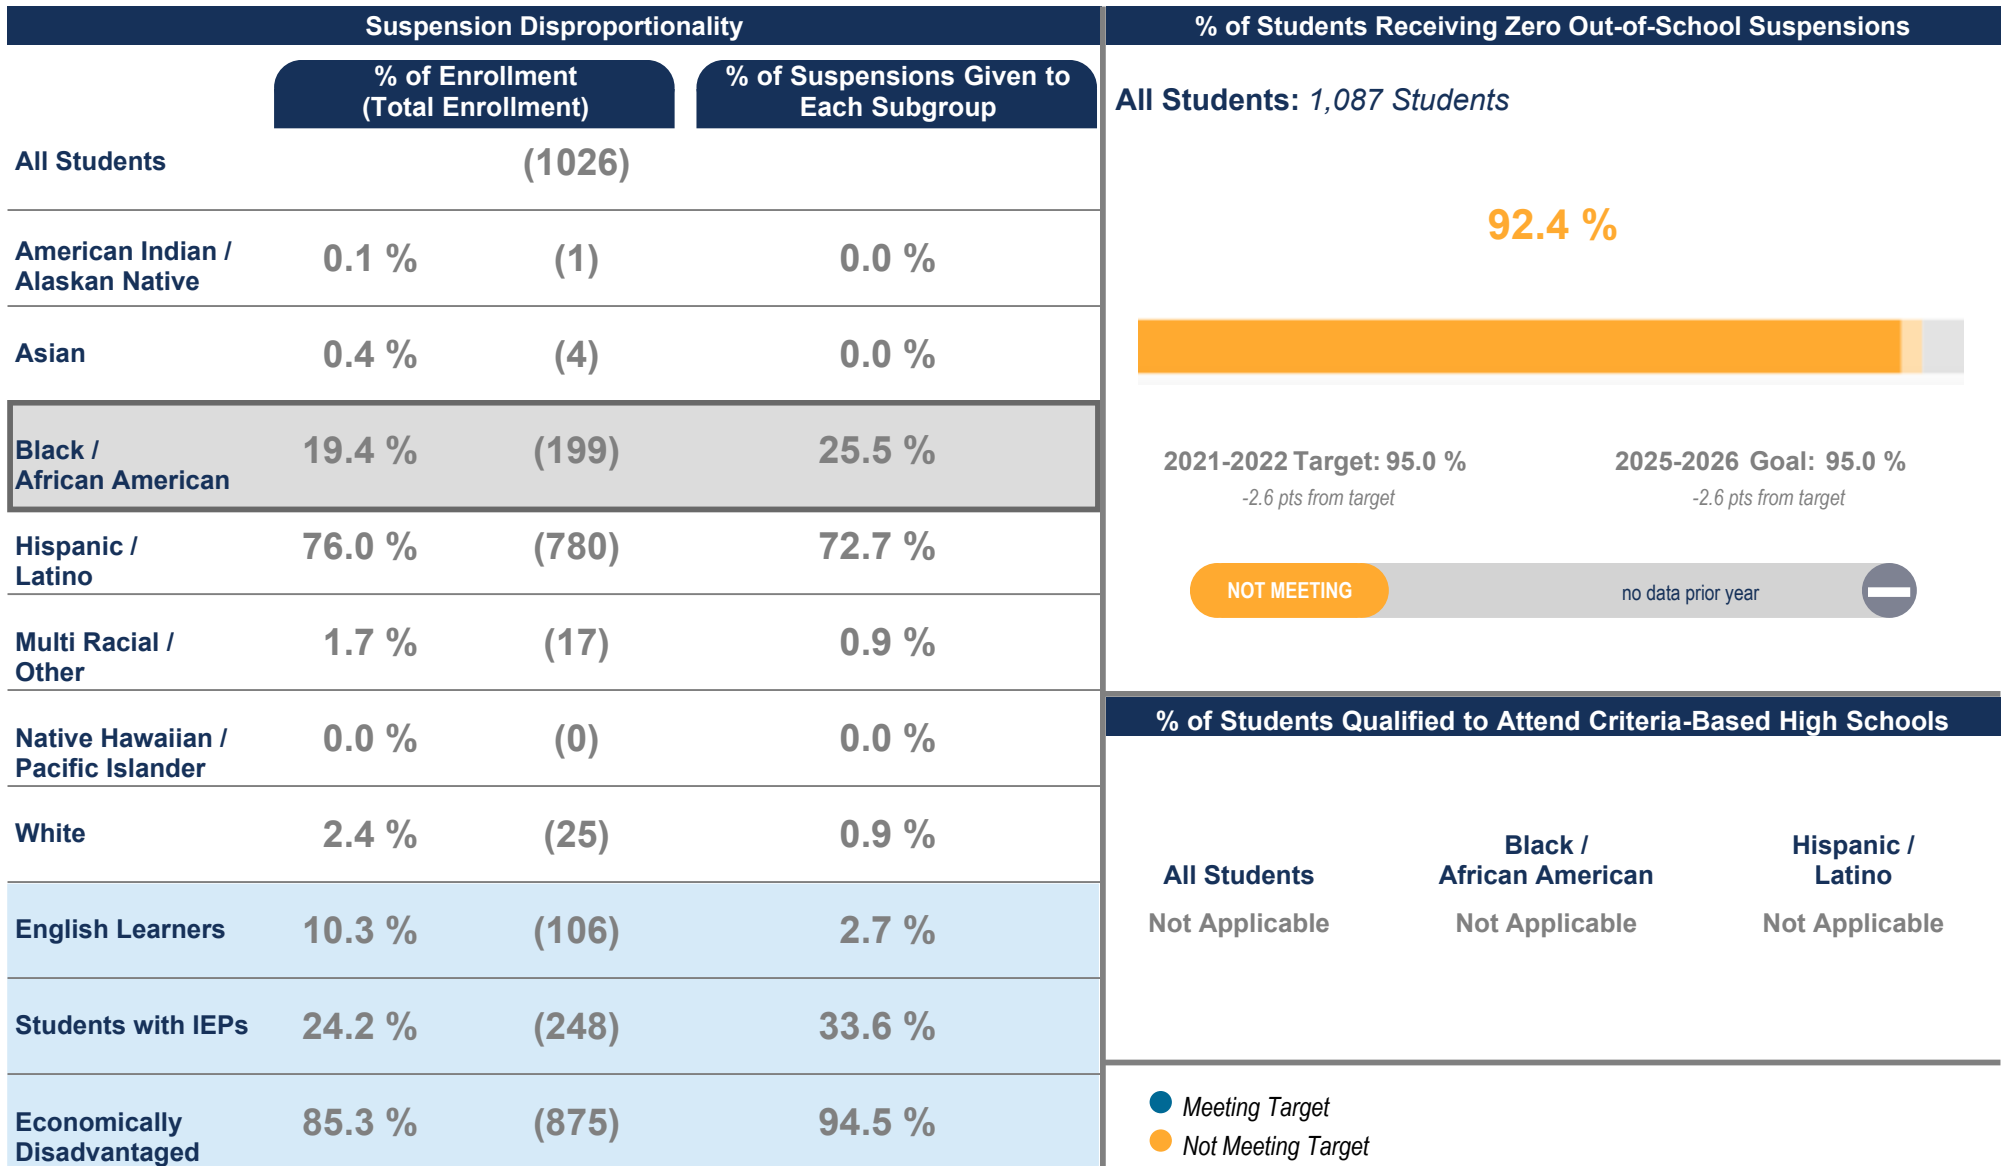 Suspension Disproportionality
% of Enrollment
(Total Enrollment)
% of Suspensions Given to
Each Subgroup
All Students
(1026)
American Indian /
Alaskan Native
0.1 % (1) 0.0 %
Asian 0.4 % (4) 0.0 %
Black /
African American
19.4 % (199) 25.5 %
Hispanic /
Latino
76.0 % (780) 72.7 %
Multi Racial /
Other
1.7 % (17) 0.9 %
Native Hawaiian /
Pacific Islander
0.0 % (0) 0.0 %
White 2.4 % (25) 0.9 %
English Learners 10.3 % (106) 2.7 %
Students with IEPs 24.2 % (248) 33.6 %
Economically
Disadvantaged
85.3 % (875) 94.5 %
% of Students Receiving Zero Out-of-School Suspensions
All Students: 1,087 Students
92.4 %
2021-2022 Target: 95.0 %
-2.6 pts from target
2025-2026 Goal: 95.0 %
-2.6 pts from target
NOT MEETING
no data prior year
% of Students Qualified to Attend Criteria-Based High Schools
All Students
Not Applicable
Black /
African American
Not Applicable
Hispanic /
Latino
Not Applicable
Meeting Target
Not Meeting Target